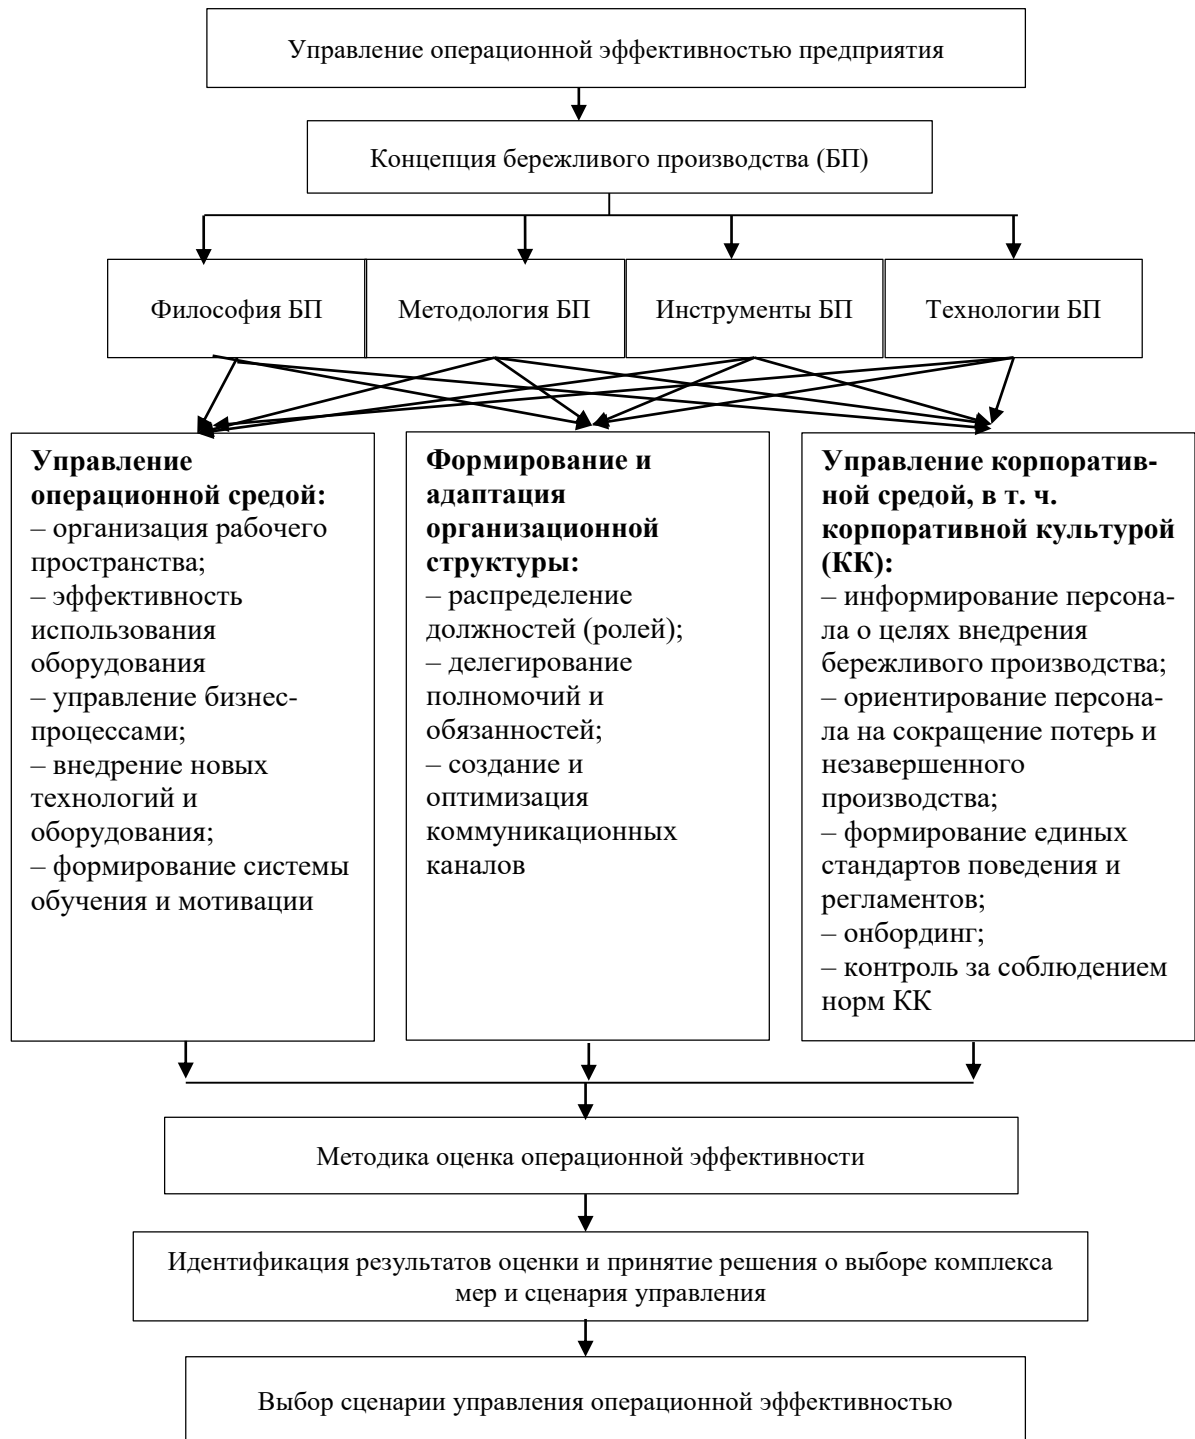 Управление операционной эффективностью предприятия
Концепция бережливого производства (БП)
Философия БП
Методология БП
Инструменты БП
Технологии БП
Управление
операционной средой:
– организация рабочего
пространства;
– эффективность
использования
оборудования
– управление бизнес-
процессами;
– внедрение новых
технологий и
оборудования;
– формирование системы
обучения и мотивации
Формирование и
адаптация
организационной
структуры:
– распределение
должностей (ролей);
– делегирование
полномочий и
обязанностей;
– создание и
оптимизация
коммуникационных
каналов
Управление корпоратив-
ной средой, в т. ч.
корпоративной культурой
(КК):
– информирование персона-
ла о целях внедрения
бережливого производства;
– ориентирование персона-
ла на сокращение потерь и
незавершенного
производства;
– формирование единых
стандартов поведения и
регламентов;
– онбординг;
– контроль за соблюдением
норм КК
Методика оценка операционной эффективности
Идентификация результатов оценки и принятие решения о выборе комплекса
мер и сценария управления
Выбор сценарии управления операционной эффективностью